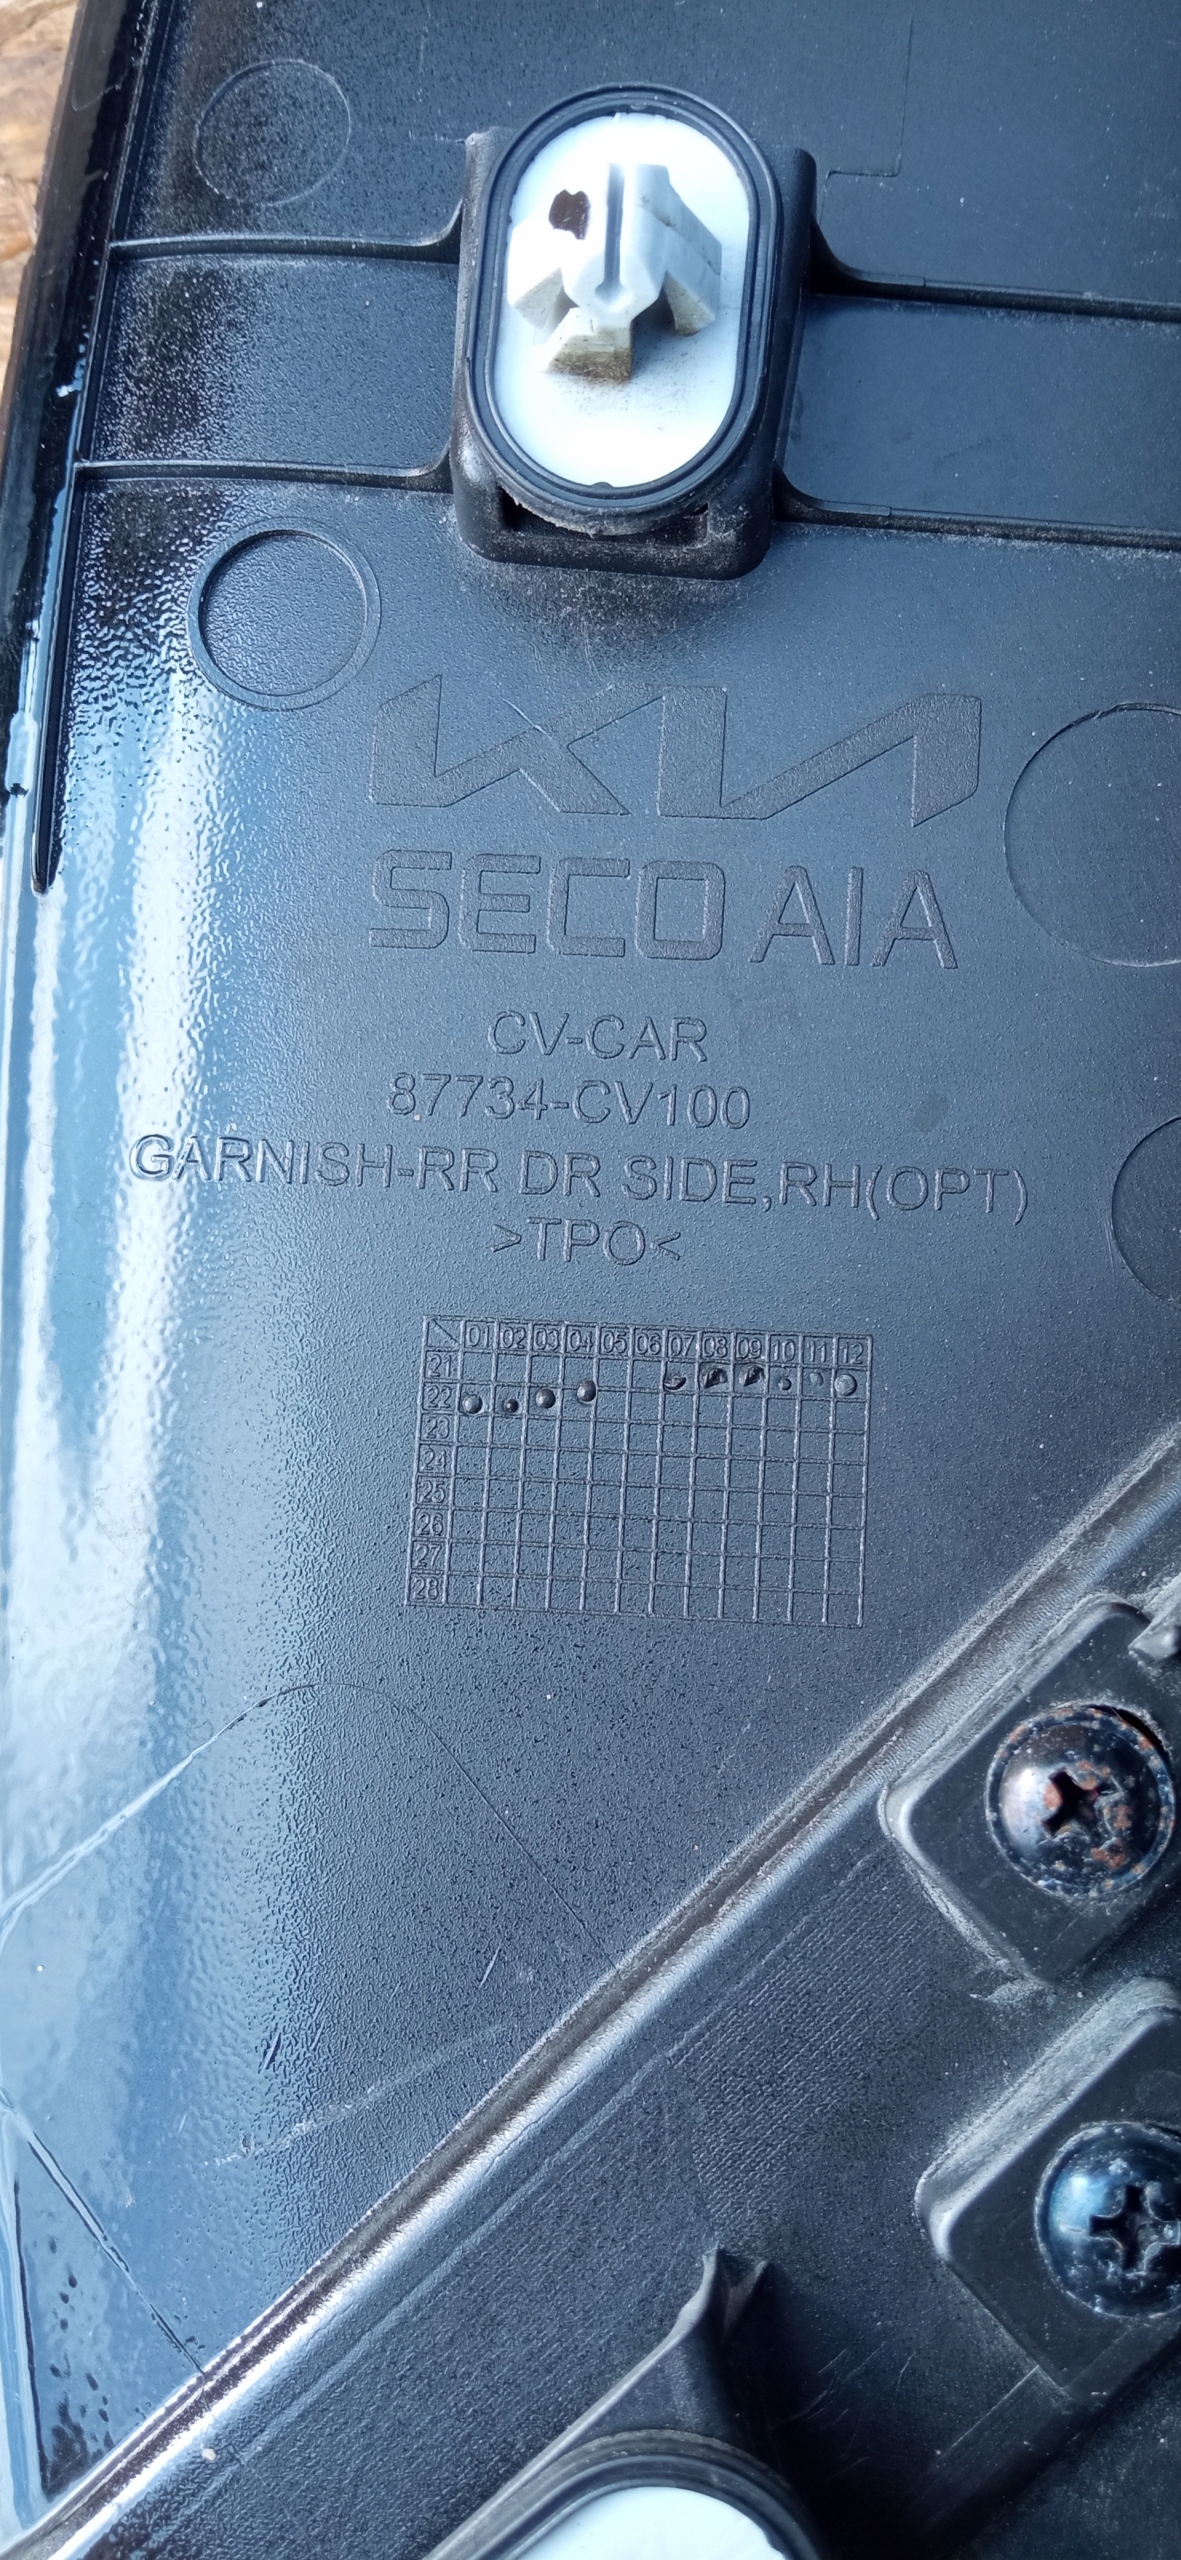 KIA
SECO AIA
CV-CAR
87734-CV100
GARNISH-RR DR SIDE,RH(OPT)
>TPO<
01 02 03 04 05 06 07 08 09 10 11 12
21
22
23
24
25
26
27
28